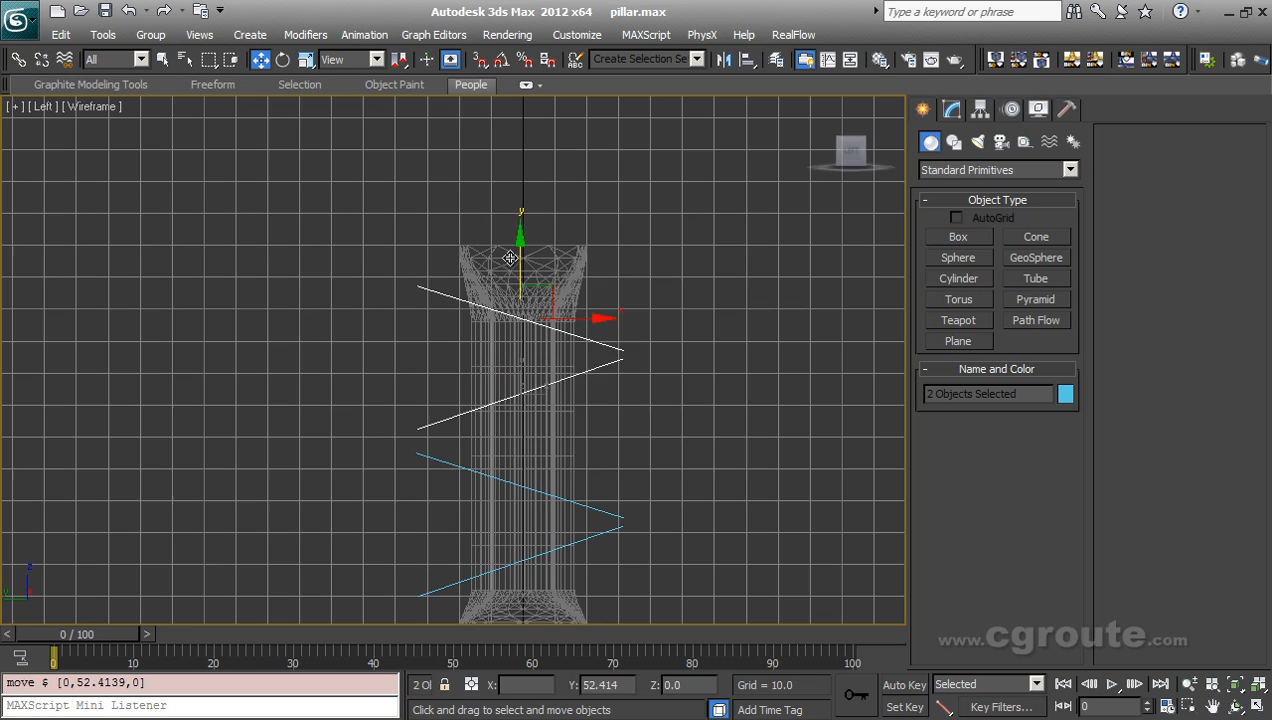 Autodesk 3ds Max 2012 x64 pillar.max
Type a keyword or phrase
Edit Tools Group Views Create Modifiers Animation Graph Editors Rendering Customize MAXScript PhysX Help RealFlow
All View Create Selection Se
Graphite Modeling Tools Freeform Selection Object Paint People
[ + ] [ Left ] [ Wireframe ]
LEFT
y
Standard Primitives
- Object Type
AutoGrid
Box Cone
Sphere GeoSphere
Cylinder Tube
Torus Pyramid
Teapot Path Flow
Plane
- Name and Color
2 Objects Selected
z
y
www.cgroute.com
< 0 / 100 >
0 10 20 30 40 50 60 70 80 90 100
move $ [0,52.4139,0]
2 Ol X: Y: 52.414 Z: 0.0 Grid = 10.0 Auto Key Selected
MAXScript Mini Listener
Click and drag to select and move objects Add Time Tag Set Key Key Filters... 0